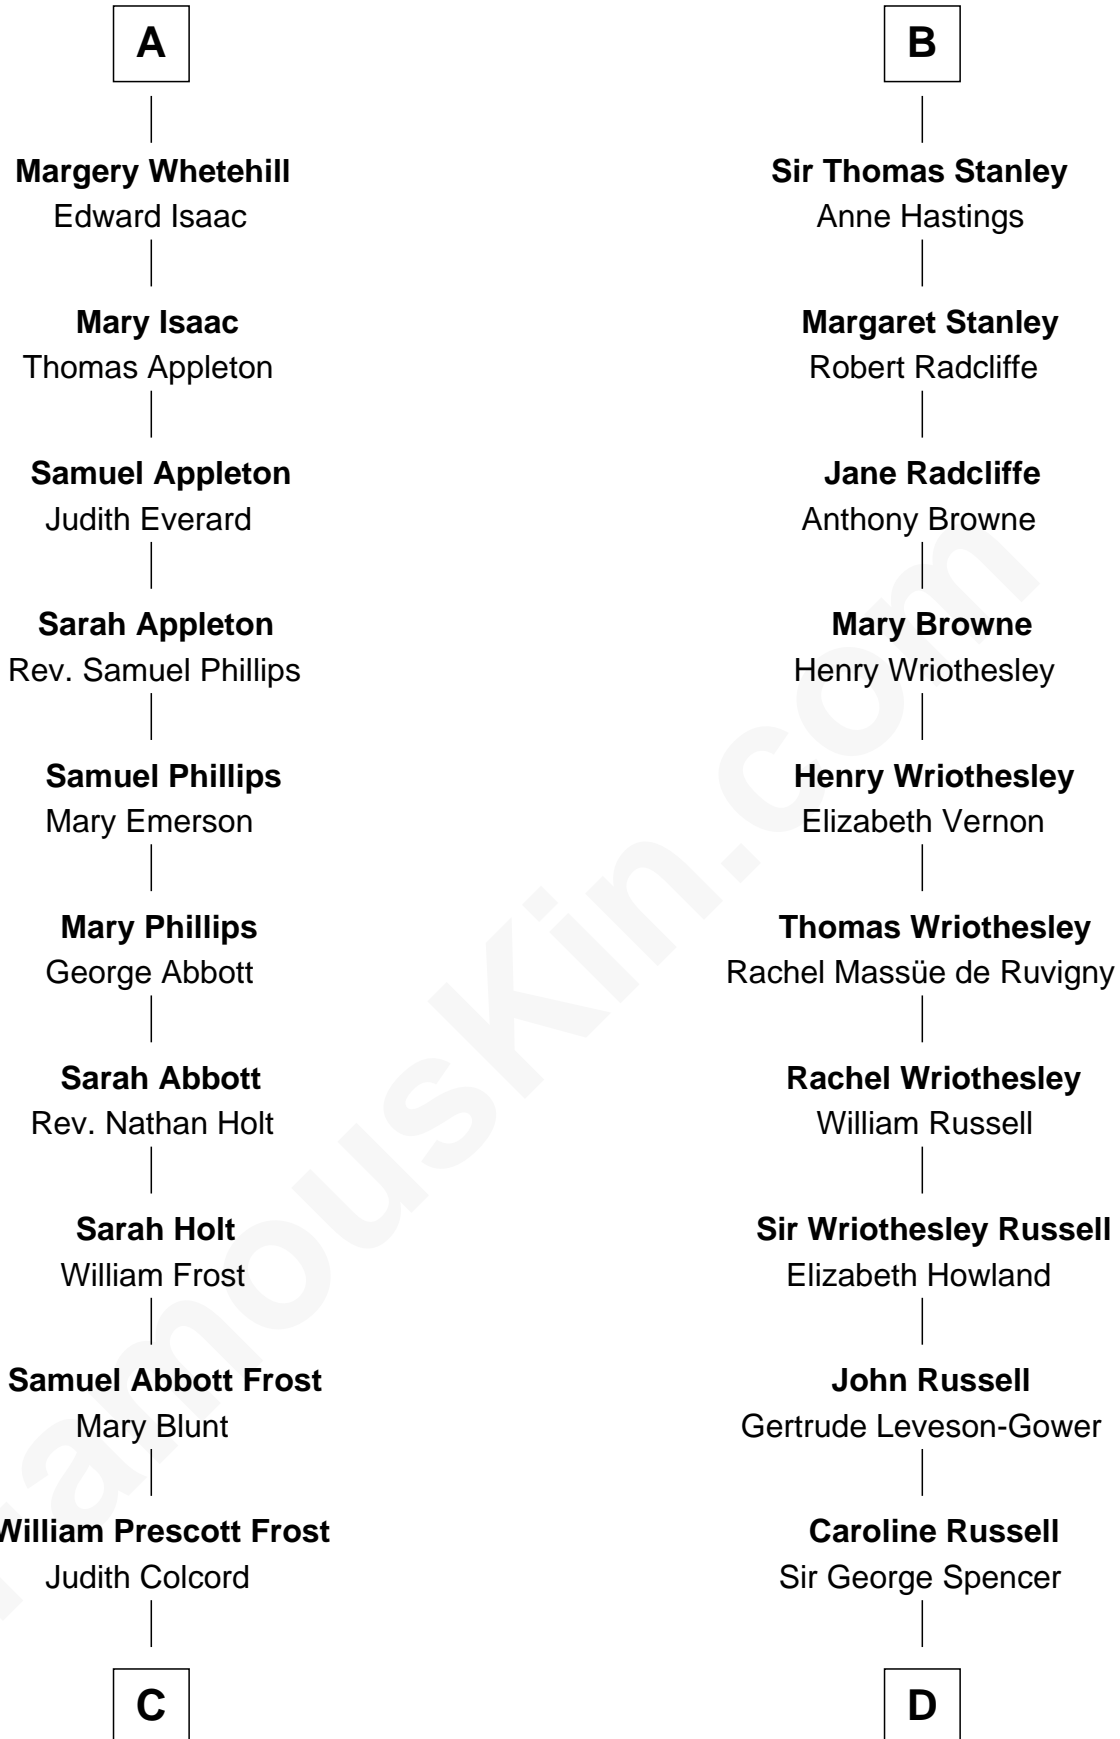 A
Margery Whetehill
Edward Isaac
Mary Isaac
Thomas Appleton
Samuel Appleton
Judith Everard
Sarah Appleton
Rev. Samuel Phillips
Samuel Phillips
Mary Emerson
Mary Phillips
George Abbott
Sarah Abbott
Rev. Nathan Holt
Sarah Holt
William Frost
Samuel Abbott Frost
Mary Blunt
William Prescott Frost
Judith Colcord
C
B
Sir Thomas Stanley
Anne Hastings
Margaret Stanley
Robert Radcliffe
Jane Radcliffe
Anthony Browne
Mary Browne
Henry Wriothesley
Henry Wriothesley
Elizabeth Vernon
Thomas Wriothesley
Rachel Massüe de Ruvigny
Rachel Wriothesley
William Russell
Sir Wriothesley Russell
Elizabeth Howland
John Russell
Gertrude Leveson-Gower
Caroline Russell
Sir George Spencer
D
FamousKin.com